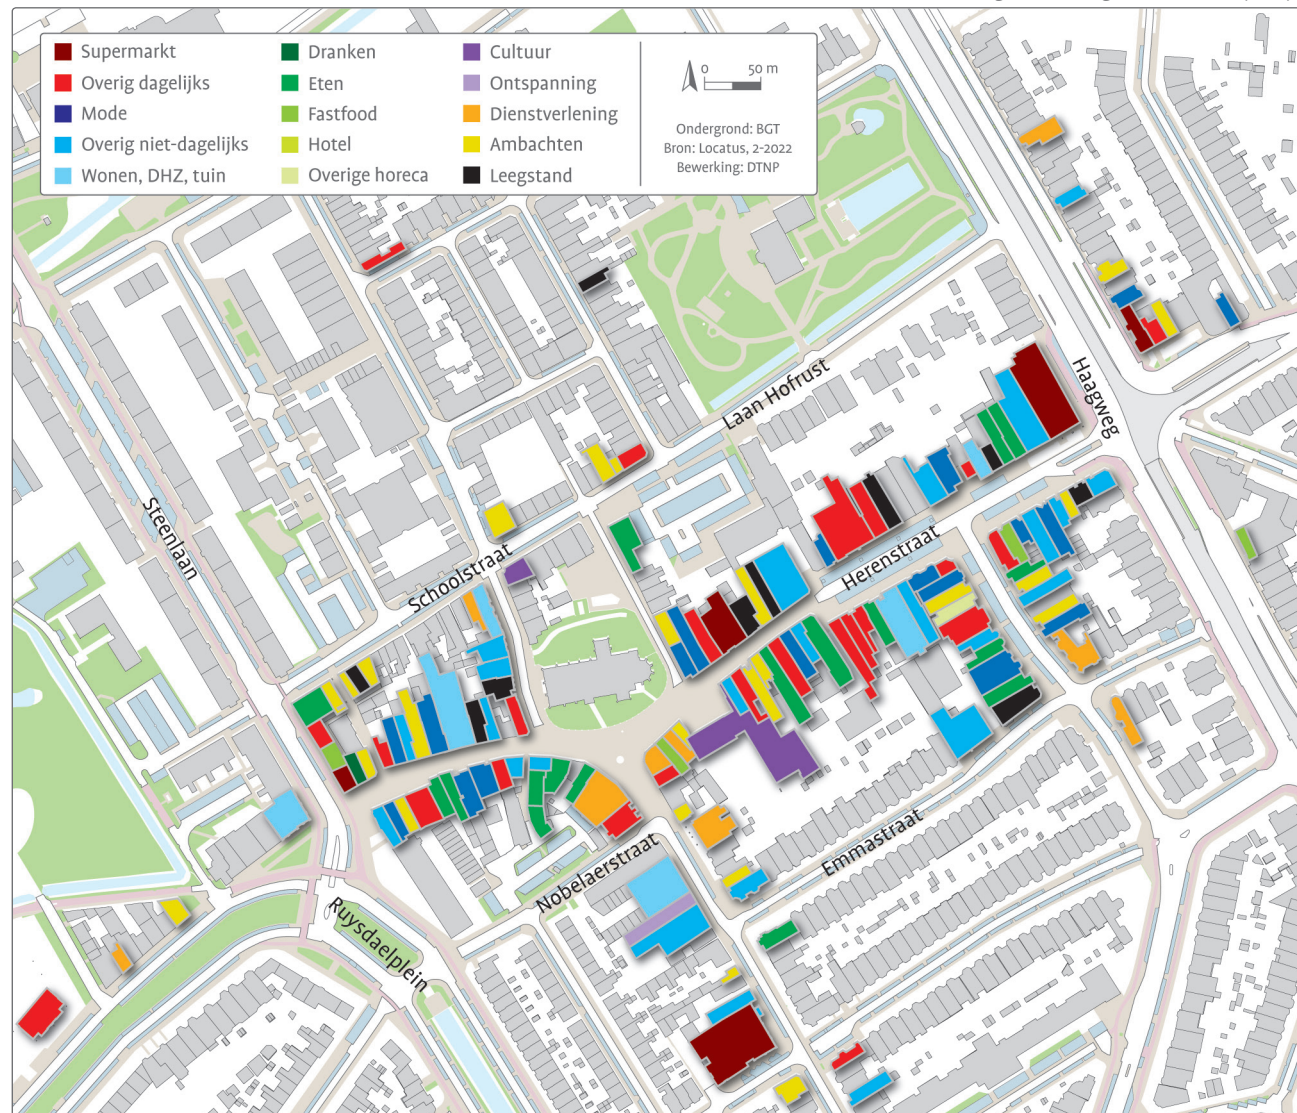 Supermarkt
Overig dagelijks
Mode
Overig niet-dagelijks
Wonen, DHZ, tuin
Dranken
Eten
Fastfood
Hotel
Overige horeca
Cultuur
Ontspanning
Dienstverlening
Ambachten
Leegstand
0 50 m
Ondergrond: BGT
Bron: Locatus, 2-2022
Bewerking: DTNP
Laan Hofrust
Haagweg
Steenlaan
Schoolstraat
Herenstraat
Emmastraat
Nobelaerstraat
Ruysdaelplein